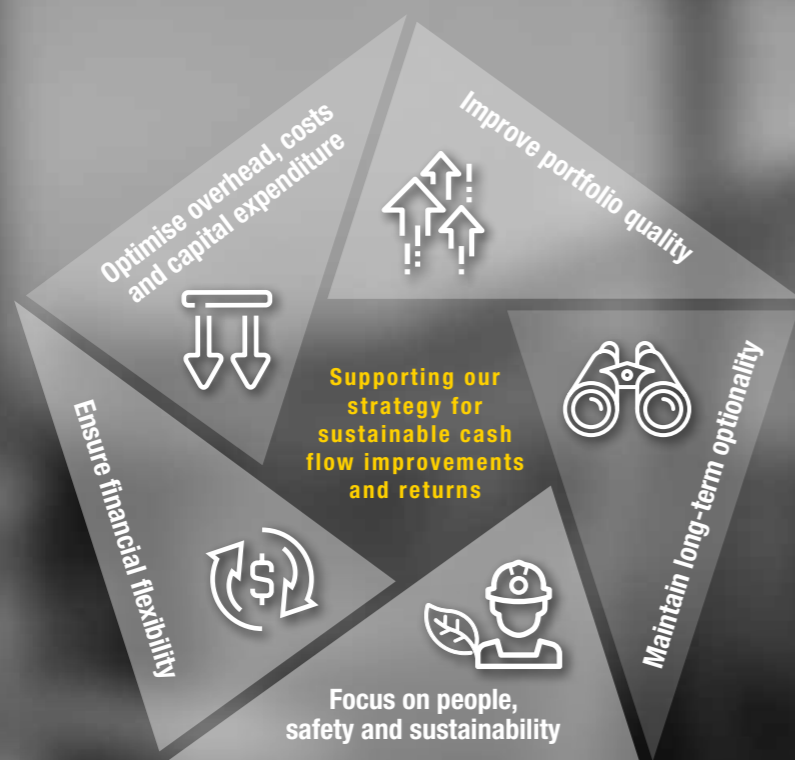 Optimise overhead, costs
and capital expenditure
Improve portfolio quality
Supporting our
strategy for
sustainable cash
flow improvements
and returns
Maintain long-term optionality
Ensure financial flexibility
$
Focus on people,
safety and sustainability